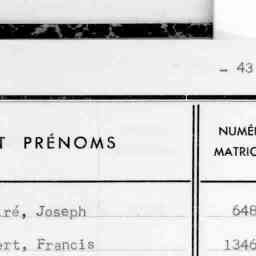 – 43
T PRÉNOMS
NUMÉ
MATRIC
ré, Joseph
648
ert, Francis
1346